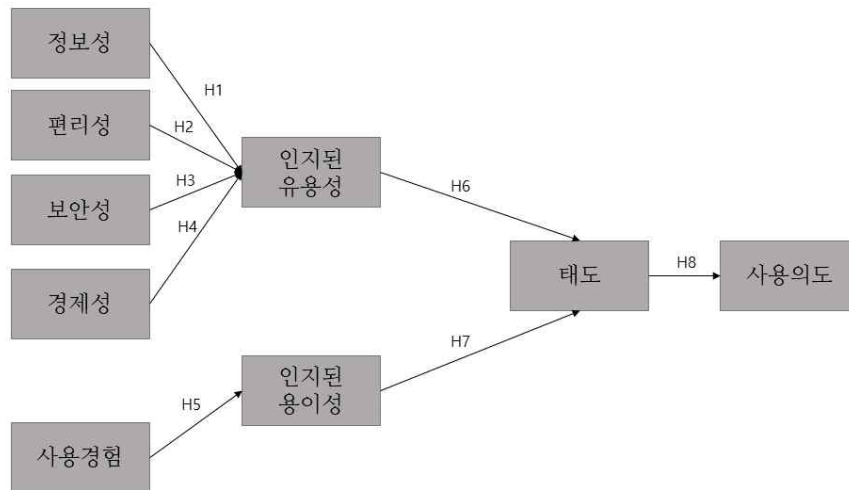 정보성
H1
편리성
H2
인지된
유용성
보안성
H3
H4
H6
경제성
태도
H8
사용의도
H7
인지된
용이성
H5
사용경험